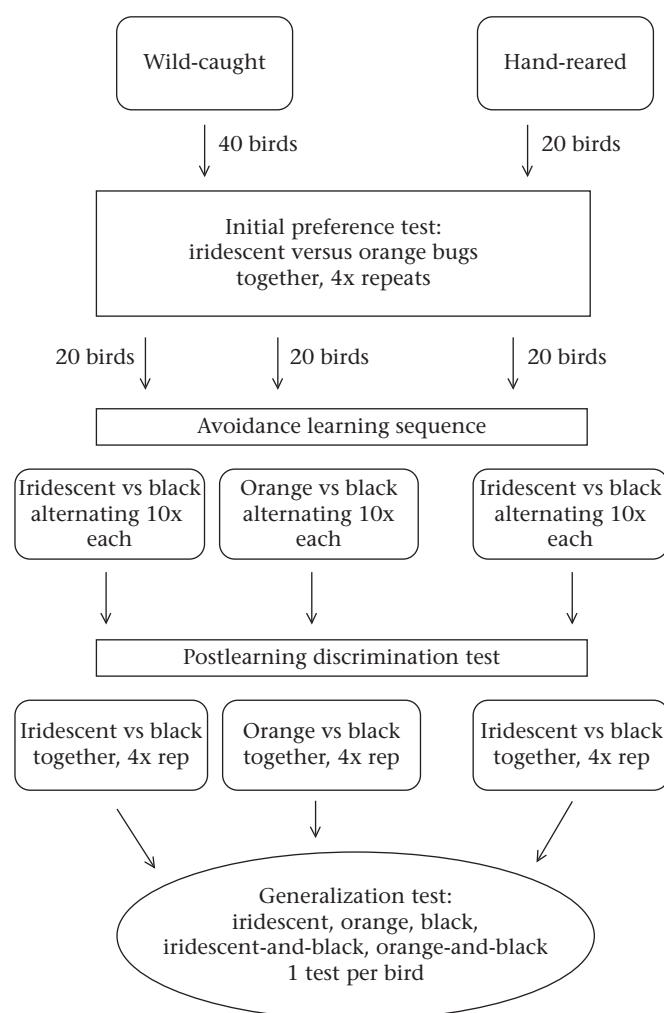 Wild-caught
Hand-reared
40 birds
20 birds
Initial preference test:
iridescent versus orange bugs
together, 4x repeats
20 birds
20 birds
20 birds
Avoidance learning sequence
Iridescent vs black
alternating 10x
each
Orange vs black
alternating 10x
each
Iridescent vs black
alternating 10x
each
Postlearning discrimination test
Iridescent vs black
together, 4x rep
Orange vs black
together, 4x rep
Iridescent vs black
together, 4x rep
Generalization test:
iridescent, orange, black,
iridescent-and-black, orange-and-black
1 test per bird